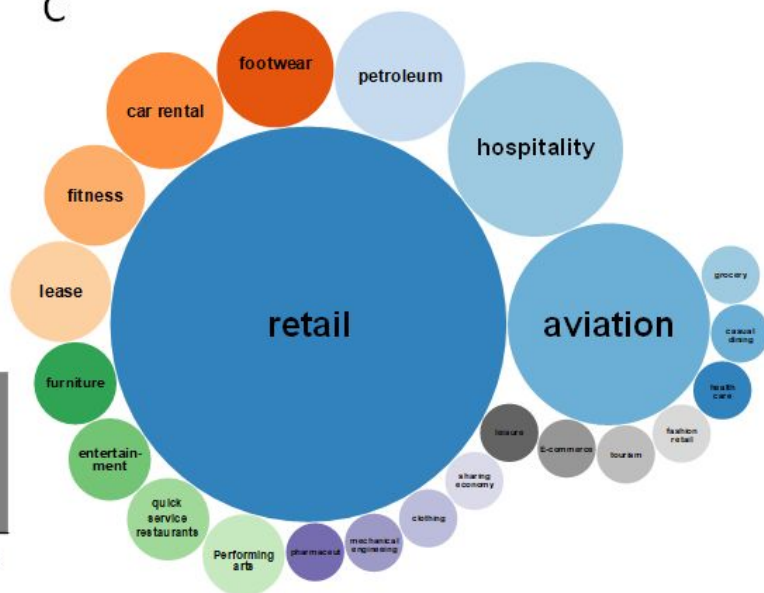 C
footwear
petroleum
car rental
hospitality
fitness
grocery
lease
retail
aviation
casual
dining
furniture
health
care
leisure
fashion
retail
E-commerce
tourism
entertain-
ment
sharing
economy
quick
service
restaurants
clothing
Performing
arts
pharmaceut
mechanical
engineering